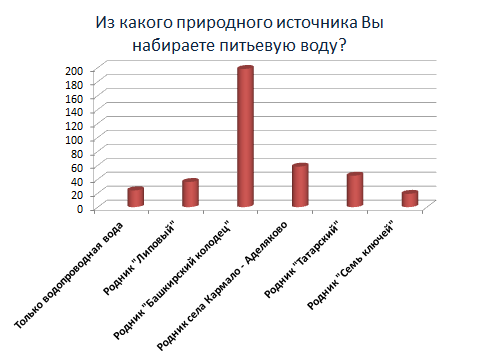 Из какого природного источника Вы
набираете питьевую воду?
200
180
160
140
120
100
80
60
40
20
0
Только водопроводная вода
Родник "Липовый"
Родник "Башкирский колодец"
Родник села Кармало - Аделяково
Родник "Татарский"
Родник "Семь ключей"